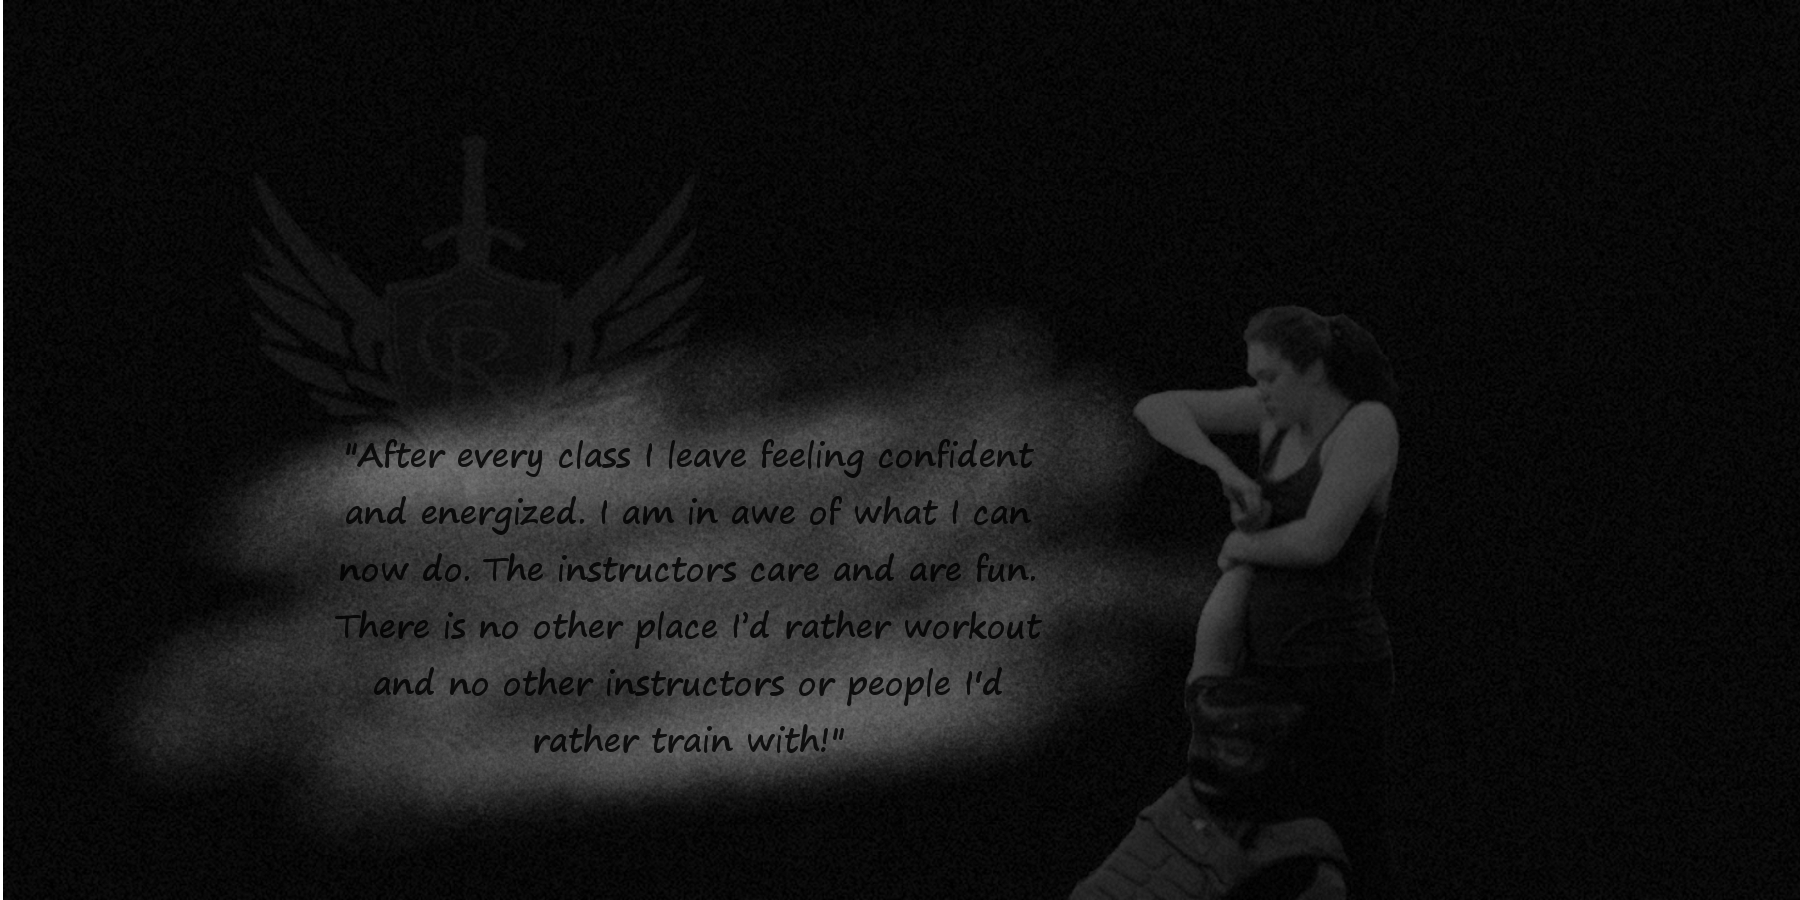 "After every class I leave feeling confident
and energized. I am in awe of what I can
now do. The instructors care and are fun.
There is no other place I’d rather workout
and no other instructors or people I'd
rather train with!"